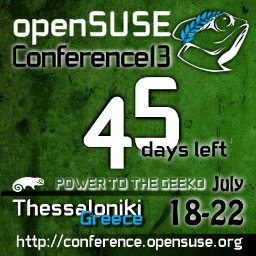 openSUSE
Conference13
45
days left
POWER TO THE GEEKO July
Thessaloniki 18-22
Greece
http://conference.opensuse.org